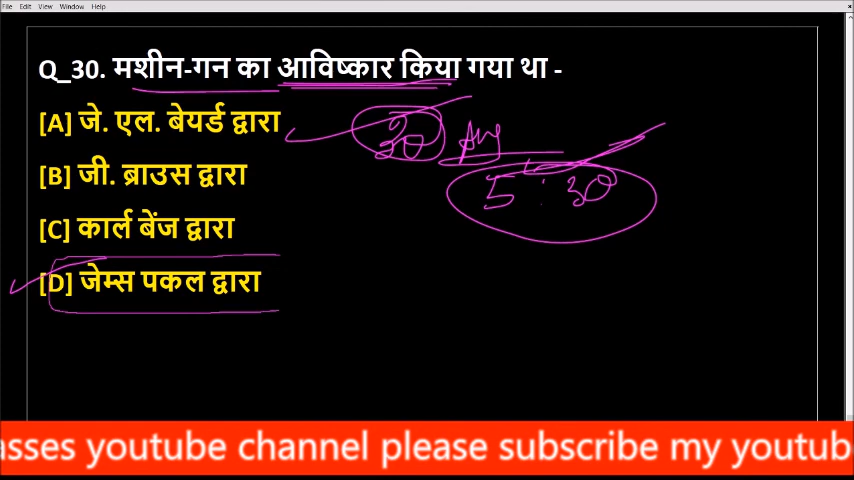 File Edit View Window Help
Q_30. मशीन-गन का आविष्कार किया गया था -
[A] जे. एल. बेयर्ड द्वारा
30 Ans
[B] जी. ब्राउस द्वारा
5 : 30
[C] कार्ल बेंज द्वारा
[D] जेम्स पकल द्वारा
asses youtube channel please subscribe my youtub